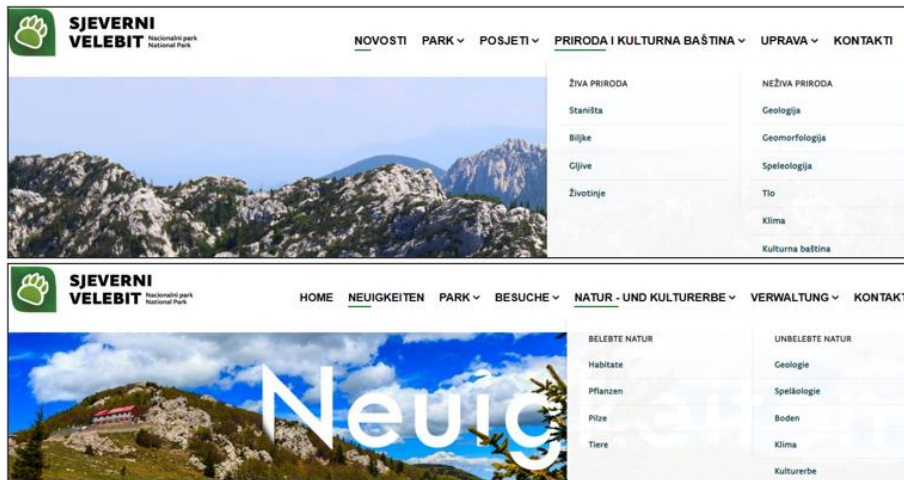 SJEVERNI
VELEBIT Nacionalni park
National Park
NOVOSTI PARK POSJETI PRIRODA I KULTURNA BAŠTINA UPRAVA KONTAKTI
ŽIVA PRIRODA NEŽIVA PRIRODA
Staništa Geologija
Biljke Geomorfologija
Gljive Speleologija
Životinje Tlo
Klima
Kulturna baština
SJEVERNI
VELEBIT Nacionalni park
National Park
HOME NEUIGKEITEN PARK BESUCHE NATUR - UND KULTURERBE VERWALTUNG KONTAKT
BELEBTE NATUR UNBELEBTE NATUR
Habitate Geologie
Pflanzen Speläologie
Pilze Boden
Tiere Klima
Kulturerbe
Neuig